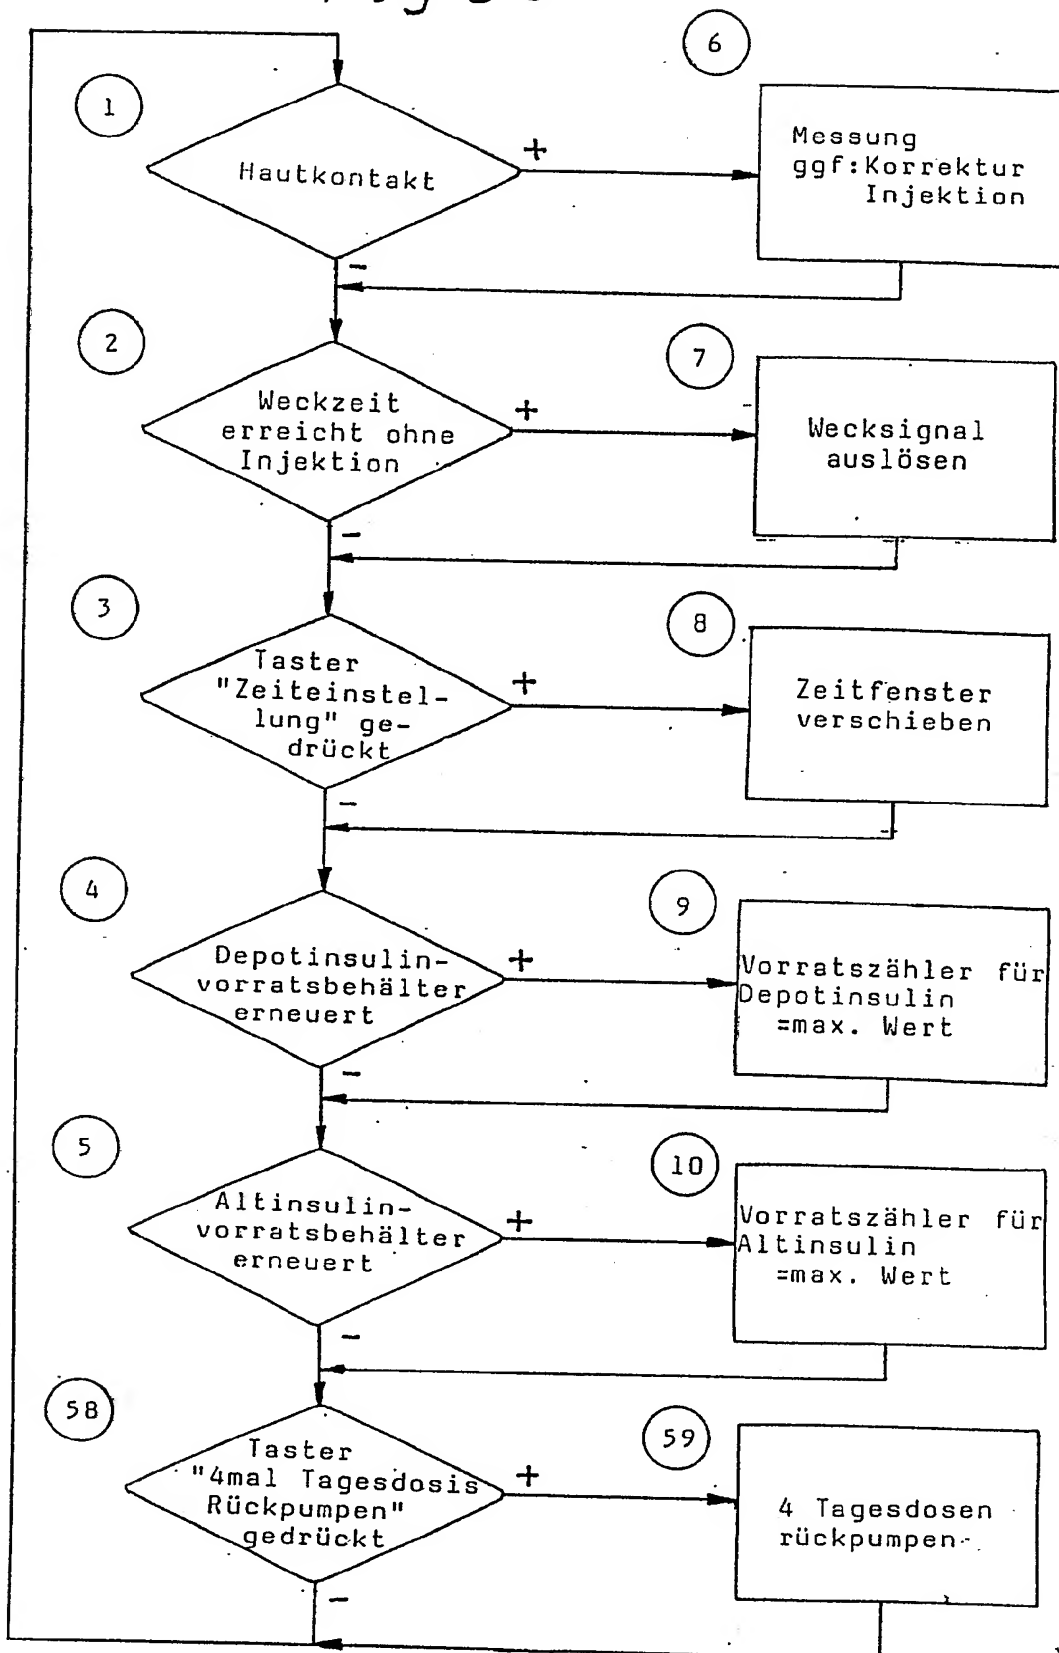 6
1
Hautkontakt
+
Messung
ggf:Korrektur
Injektion
-
2
7
Weckzeit
erreicht ohne
Injektion
+
Wecksignal
auslösen
-
3
8
Taster
"Zeiteinstel-
lung" ge-
drückt
+
Zeitfenster
verschieben
-
4
9
Depotinsulin-
vorratsbehälter
erneuert
+
Vorratszähler für
Depotinsulin
=max. Wert
-
5
10
Altinsulin-
vorratsbehälter
erneuert
+
Vorratszähler für
Altinsulin
=max. Wert
-
58
59
Taster
"4mal Tagesdosis
Rückpumpen"
gedrückt
+
4 Tagesdosen
rückpumpen
-